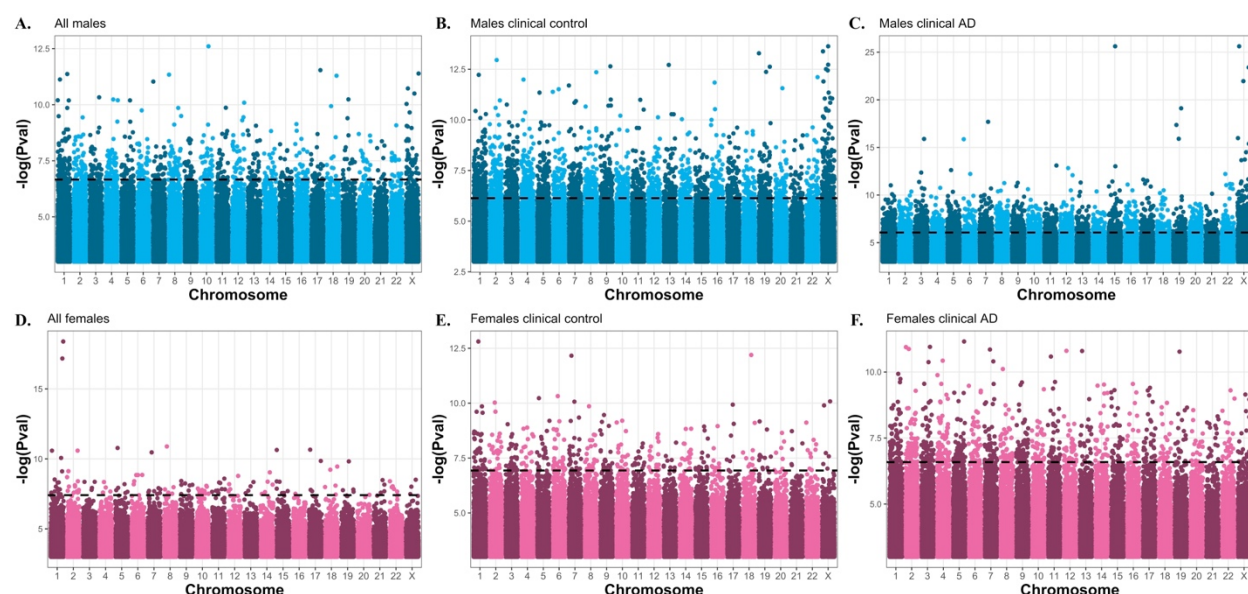 A. All males
12.5
10.0
7.5
5.0
-log(Pval)
1 2 3 4 5 6 7 8 9 10 11 12 13 14 15 16 17 18 19 20 22 X
Chromosome
B. Males clinical control
12.5
10.0
7.5
5.0
2.5
-log(Pval)
1 2 3 4 5 6 7 8 9 10 11 12 13 14 15 16 17 18 19 20 22 X
Chromosome
C. Males clinical AD
25
20
15
10
5
-log(Pval)
1 2 3 4 5 6 7 8 9 10 11 12 13 14 15 16 17 18 19 20 21 22 X
Chromosome
D. All females
15
10
5
-log(Pval)
1 2 3 4 5 6 7 8 9 10 11 12 13 14 15 16 17 18 19 20 21 22 X
Chromosome
E. Females clinical control
12.5
10.0
7.5
5.0
-log(Pval)
1 2 3 4 5 6 7 8 9 10 11 12 13 14 15 16 17 18 19 20 22 X
Chromosome
F. Females clinical AD
10.0
7.5
5.0
-log(Pval)
1 2 3 4 5 6 7 8 9 10 11 12 13 14 15 16 17 18 19 20 22 X
Chromosome